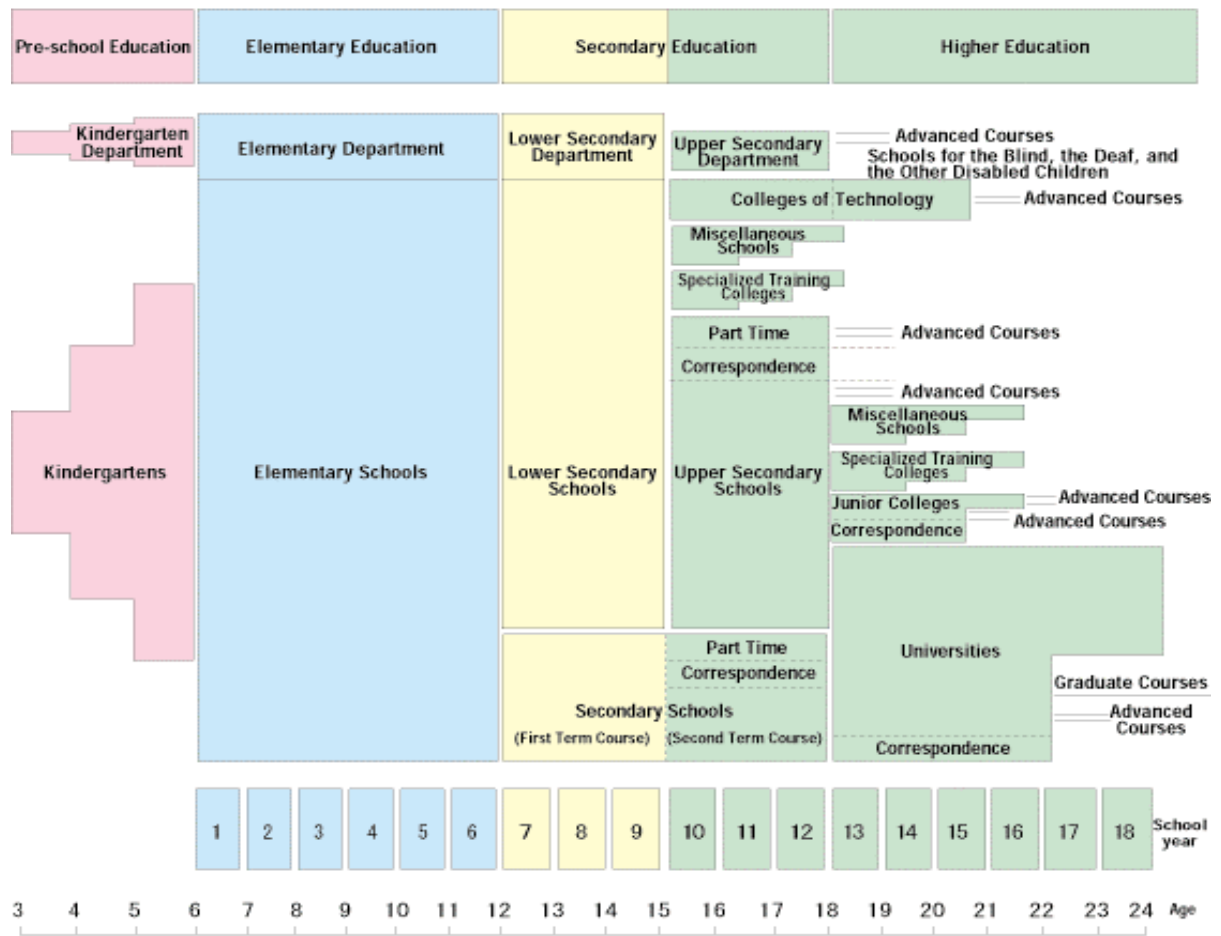 Pre-school Education
Elementary Education
Secondary Education
Higher Education
Kindergarten
Department
Elementary Department
Lower Secondary
Department
Upper Secondary
Department
Advanced Courses
Schools for the Blind, the Deaf, and
the Other Disabled Children
Colleges of Technology
Advanced Courses
Miscellaneous
Schools
Specialized Training
Colleges
Part Time
Advanced Courses
Correspondence
Advanced Courses
Miscellaneous
Schools
Kindergartens
Elementary Schools
Lower Secondary
Schools
Upper Secondary
Schools
Specialized Training
Colleges
Junior Colleges
Advanced Courses
Correspondence
Advanced Courses
Part Time
Correspondence
Secondary Schools
(First Term Course)
(Second Term Course)
Universities
Graduate Courses
Advanced
Courses
Correspondence
1 2 3 4 5 6 7 8 9 10 11 12 13 14 15 16 17 18 School
year
3 4 5 6 7 8 9 10 11 12 13 14 15 16 17 18 19 20 21 22 23 24 Age